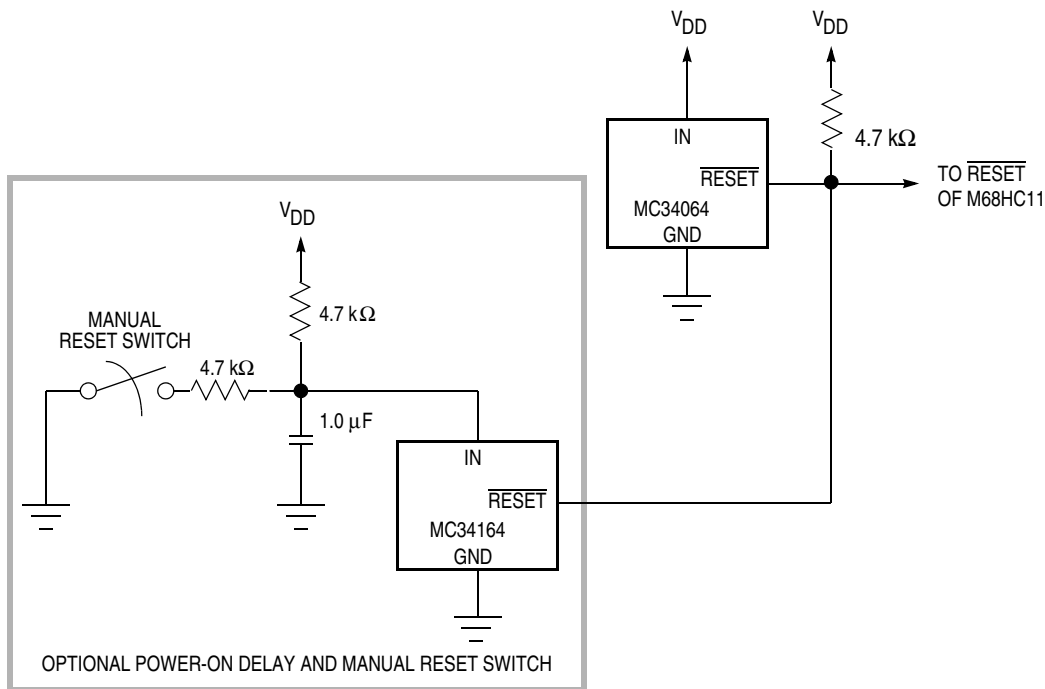 VDD
VDD
IN
4.7 kΩ
RESET
TO RESET
OF M68HC11
MC34064
GND
VDD
4.7 kΩ
MANUAL
RESET SWITCH
4.7 kΩ
1.0 µF
IN
RESET
MC34164
GND
OPTIONAL POWER-ON DELAY AND MANUAL RESET SWITCH